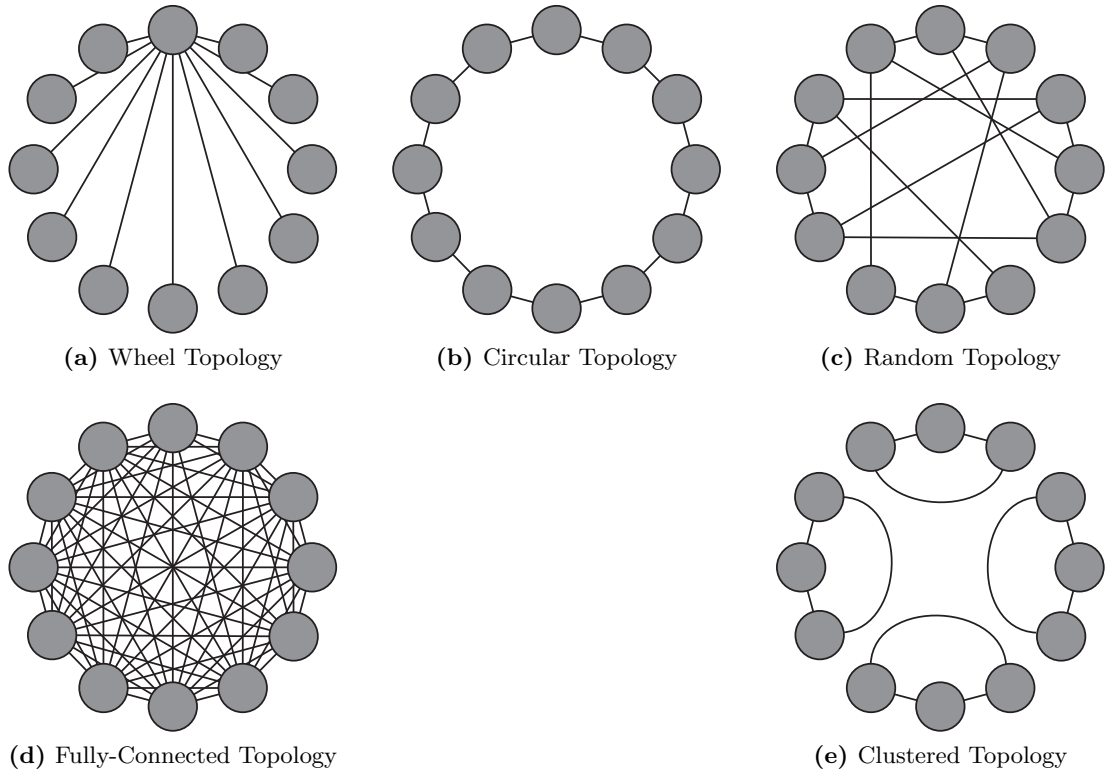 (a) Wheel Topology
(b) Circular Topology
(c) Random Topology
(d) Fully-Connected Topology
(e) Clustered Topology